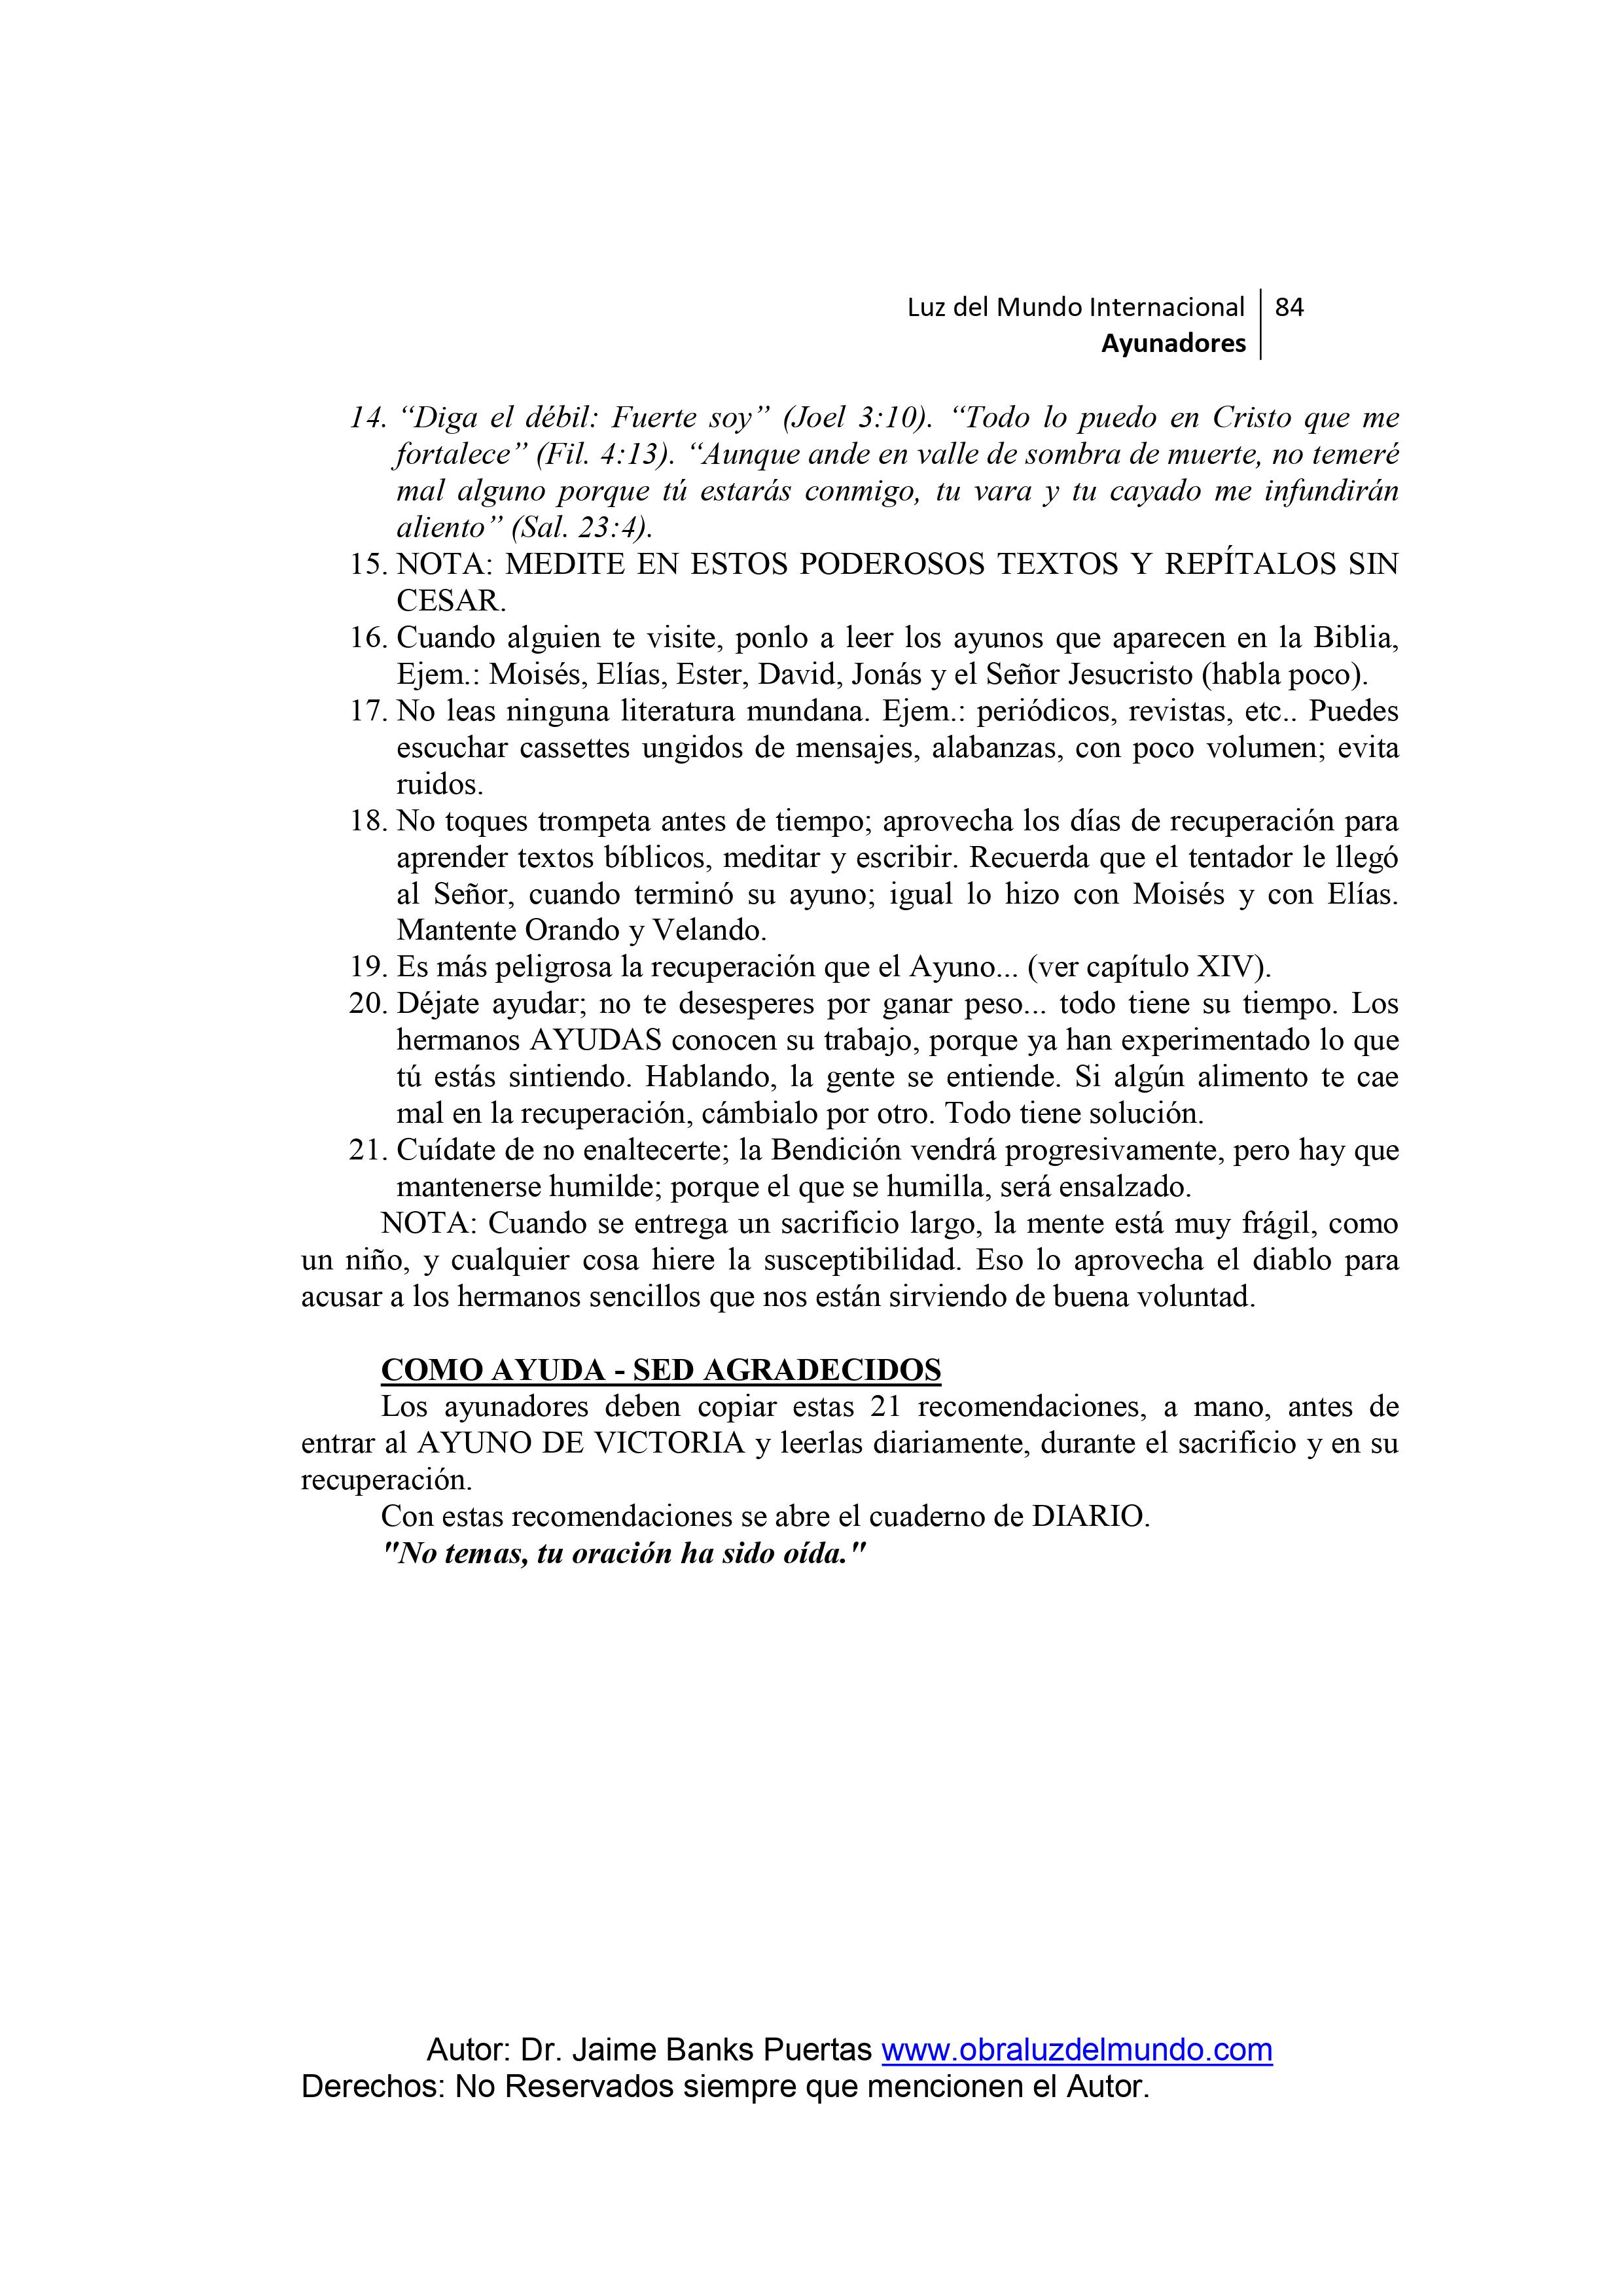 Luz del Mundo Internacional 84
Ayunadores
14. “Diga el débil: Fuerte soy” (Joel 3:10). “Todo lo puedo en Cristo que me
fortalece” (Fil. 4:13). “Aunque ande en valle de sombra de muerte, no temeré
mal alguno porque tú estarás conmigo, tu vara y tu cayado me infundirán
aliento” (Sal. 23:4).
15. NOTA: MEDITE EN ESTOS PODEROSOS TEXTOS Y REPÍTALOS SIN
CESAR.
16. Cuando alguien te visite, ponlo a leer los ayunos que aparecen en la Biblia,
Ejem.: Moisés, Elías, Ester, David, Jonás y el Señor Jesucristo (habla poco).
17. No leas ninguna literatura mundana. Ejem.: periódicos, revistas, etc.. Puedes
escuchar cassettes ungidos de mensajes, alabanzas, con poco volumen; evita
ruidos.
18. No toques trompeta antes de tiempo; aprovecha los días de recuperación para
aprender textos bíblicos, meditar y escribir. Recuerda que el tentador le llegó
al Señor, cuando terminó su ayuno; igual lo hizo con Moisés y con Elías.
Mantente Orando y Velando.
19. Es más peligrosa la recuperación que el Ayuno... (ver capítulo XIV).
20. Déjate ayudar; no te desesperes por ganar peso... todo tiene su tiempo. Los
hermanos AYUDAS conocen su trabajo, porque ya han experimentado lo que
tú estás sintiendo. Hablando, la gente se entiende. Si algún alimento te cae
mal en la recuperación, cámbialo por otro. Todo tiene solución.
21. Cuídate de no enaltecerte; la Bendición vendrá progresivamente, pero hay que
mantenerse humilde; porque el que se humilla, será ensalzado.
NOTA: Cuando se entrega un sacrificio largo, la mente está muy frágil, como
un niño, y cualquier cosa hiere la susceptibilidad. Eso lo aprovecha el diablo para
acusar a los hermanos sencillos que nos están sirviendo de buena voluntad.
COMO AYUDA - SED AGRADECIDOS
Los ayunadores deben copiar estas 21 recomendaciones, a mano, antes de
entrar al AYUNO DE VICTORIA y leerlas diariamente, durante el sacrificio y en su
recuperación.
Con estas recomendaciones se abre el cuaderno de DIARIO.
"No temas, tu oración ha sido oída."
Autor: Dr. Jaime Banks Puertas www.obraluzdelmundo.com
Derechos: No Reservados siempre que mencionen el Autor.